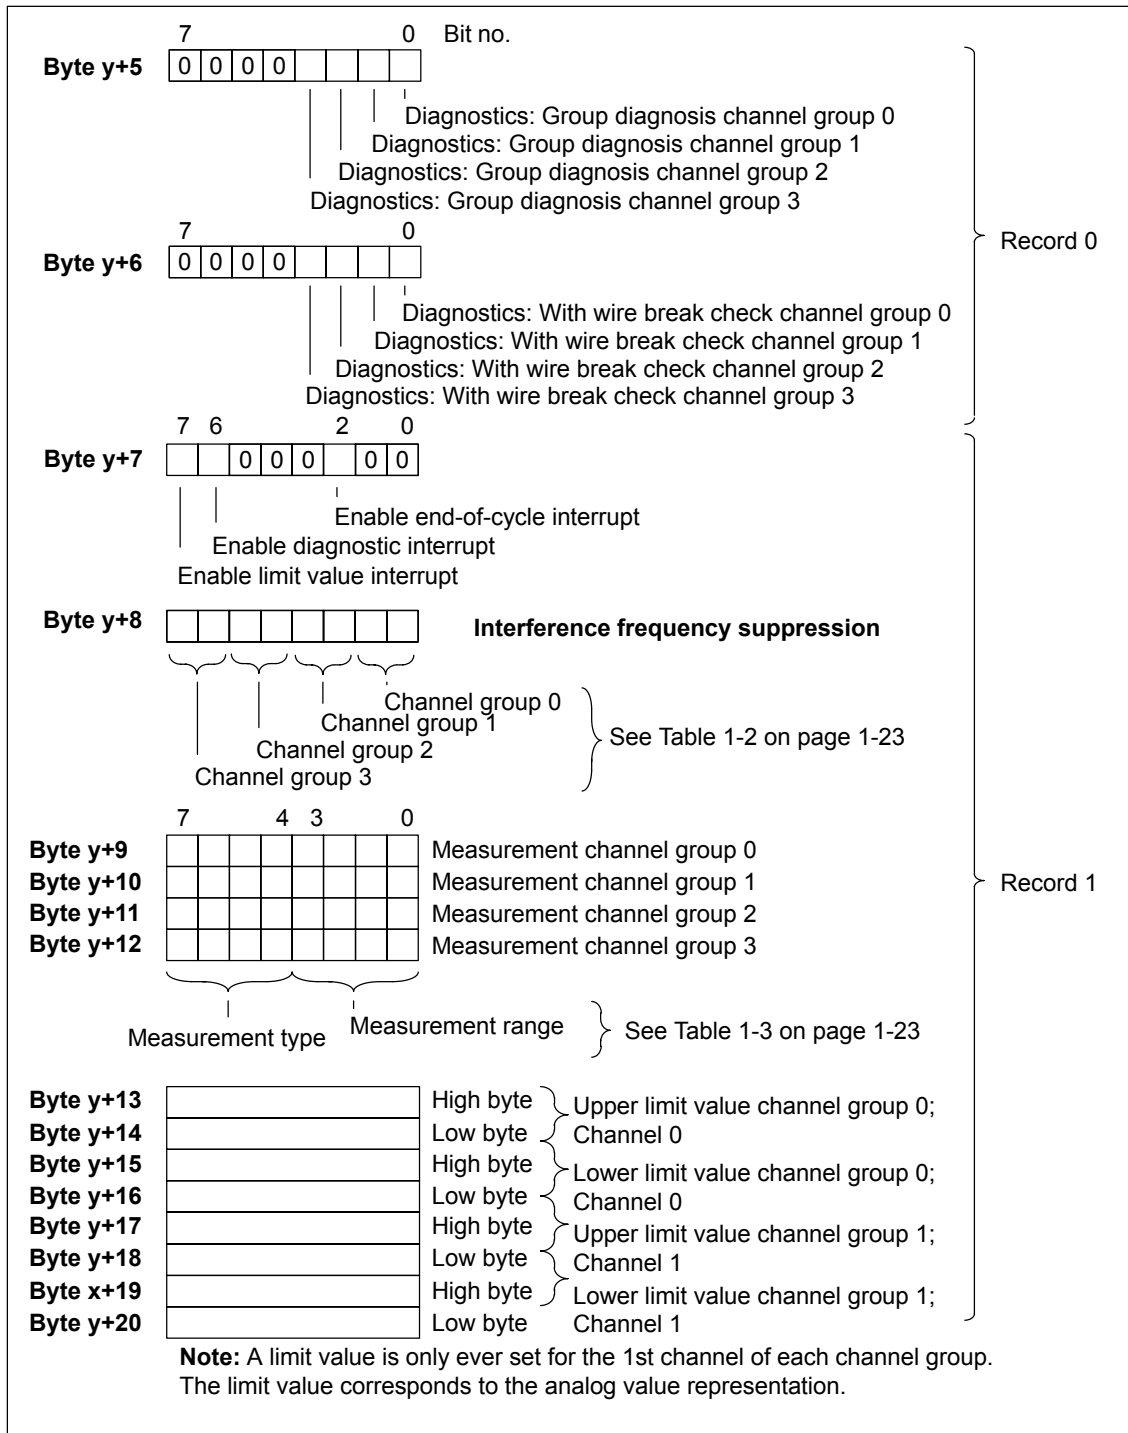 7 0 Bit no.
Byte y+5 0 0 0 0
Diagnostics: Group diagnosis channel group 0
Diagnostics: Group diagnosis channel group 1
Diagnostics: Group diagnosis channel group 2
Diagnostics: Group diagnosis channel group 3
Record 0
7 0
Byte y+6 0 0 0 0
Diagnostics: With wire break check channel group 0
Diagnostics: With wire break check channel group 1
Diagnostics: With wire break check channel group 2
Diagnostics: With wire break check channel group 3
7 6 2 0
Byte y+7 0 0 0 0 0
Enable end-of-cycle interrupt
Enable diagnostic interrupt
Enable limit value interrupt
Byte y+8 Interference frequency suppression
Channel group 0
Channel group 1
Channel group 2
Channel group 3
See Table 1-2 on page 1-23
7 4 3 0
Byte y+9 Measurement channel group 0
Byte y+10 Measurement channel group 1
Byte y+11 Measurement channel group 2
Byte y+12 Measurement channel group 3
Record 1
Measurement type
Measurement range
See Table 1-3 on page 1-23
Byte y+13 High byte Upper limit value channel group 0;
Byte y+14 Low byte Channel 0
Byte y+15 High byte Lower limit value channel group 0;
Byte y+16 Low byte Channel 0
Byte y+17 High byte Upper limit value channel group 1;
Byte y+18 Low byte Channel 1
Byte x+19 High byte Lower limit value channel group 1;
Byte y+20 Low byte Channel 1
Note: A limit value is only ever set for the 1st channel of each channel group.
The limit value corresponds to the analog value representation.